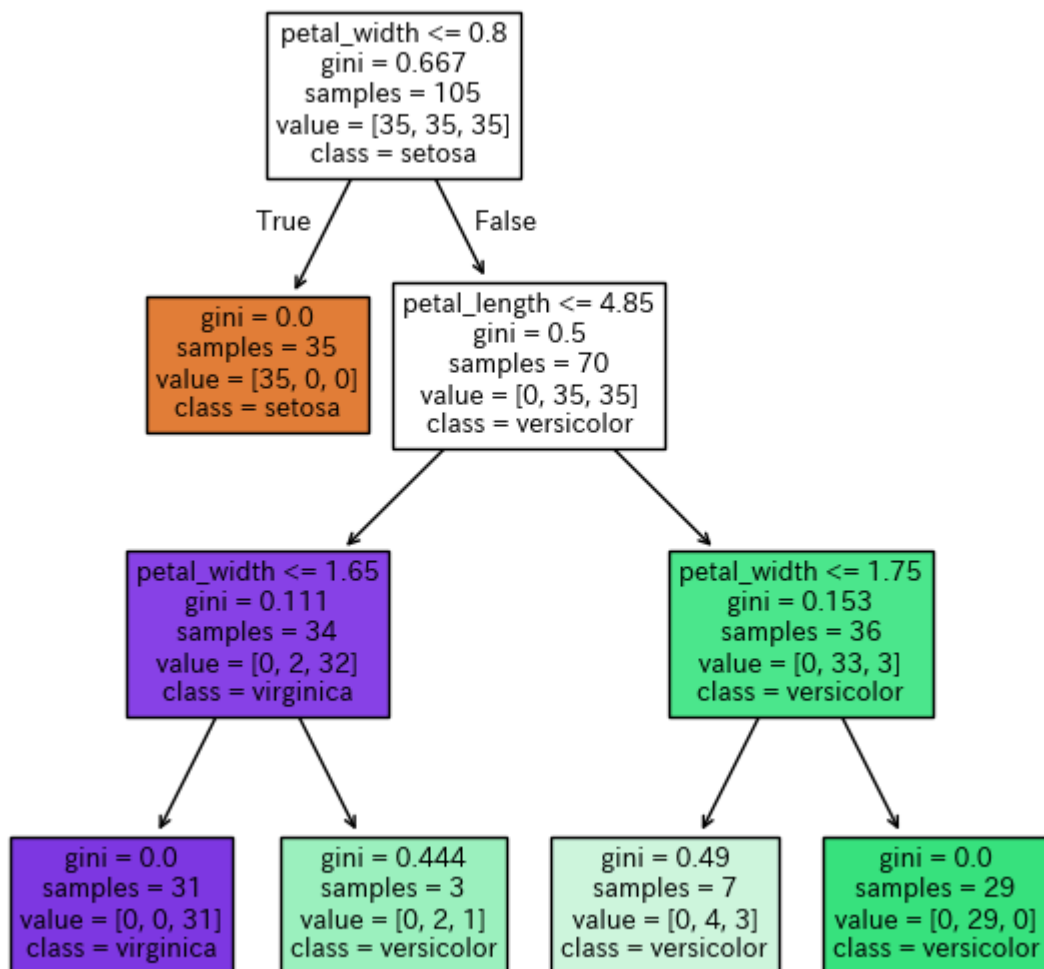 petal_width <= 0.8
gini = 0.667
samples = 105
value = [35, 35, 35]
class = setosa
True
False
gini = 0.0
samples = 35
value = [35, 0, 0]
class = setosa
petal_length <= 4.85
gini = 0.5
samples = 70
value = [0, 35, 35]
class = versicolor
petal_width <= 1.65
gini = 0.111
samples = 34
value = [0, 2, 32]
class = virginica
petal_width <= 1.75
gini = 0.153
samples = 36
value = [0, 33, 3]
class = versicolor
gini = 0.0
samples = 31
value = [0, 0, 31]
class = virginica
gini = 0.444
samples = 3
value = [0, 2, 1]
class = versicolor
gini = 0.49
samples = 7
value = [0, 4, 3]
class = versicolor
gini = 0.0
samples = 29
value = [0, 29, 0]
class = versicolor